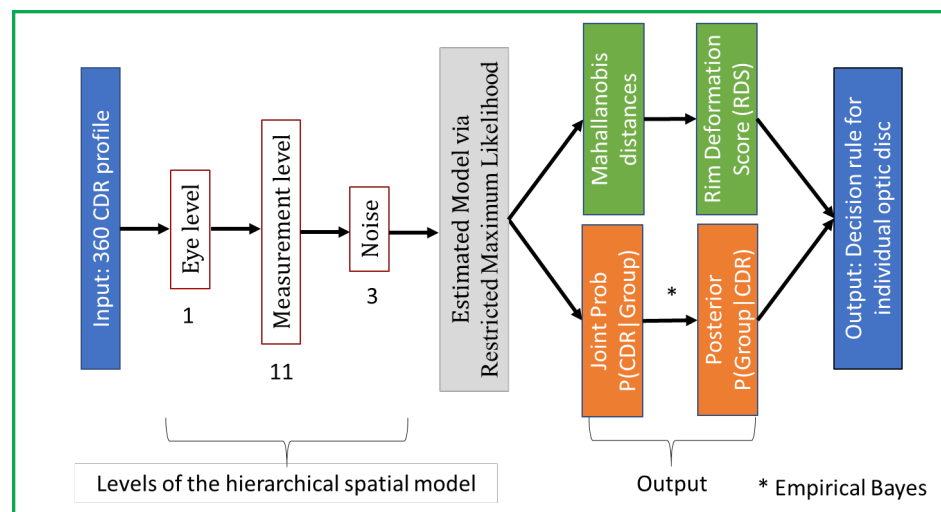 Input: 360 CDR profile
Eye level
1
Measurement level
11
Noise
3
Estimated Model via
Restricted Maximum Likelihood
Mahallanobis
distances
Rim Deformation
Score (RDS)
Joint Prob
P(CDR|Group)
*
Posterior
P(Group|CDR)
Output: Decision rule for
individual optic disc
Levels of the hierarchical spatial model
Output
* Empirical Bayes